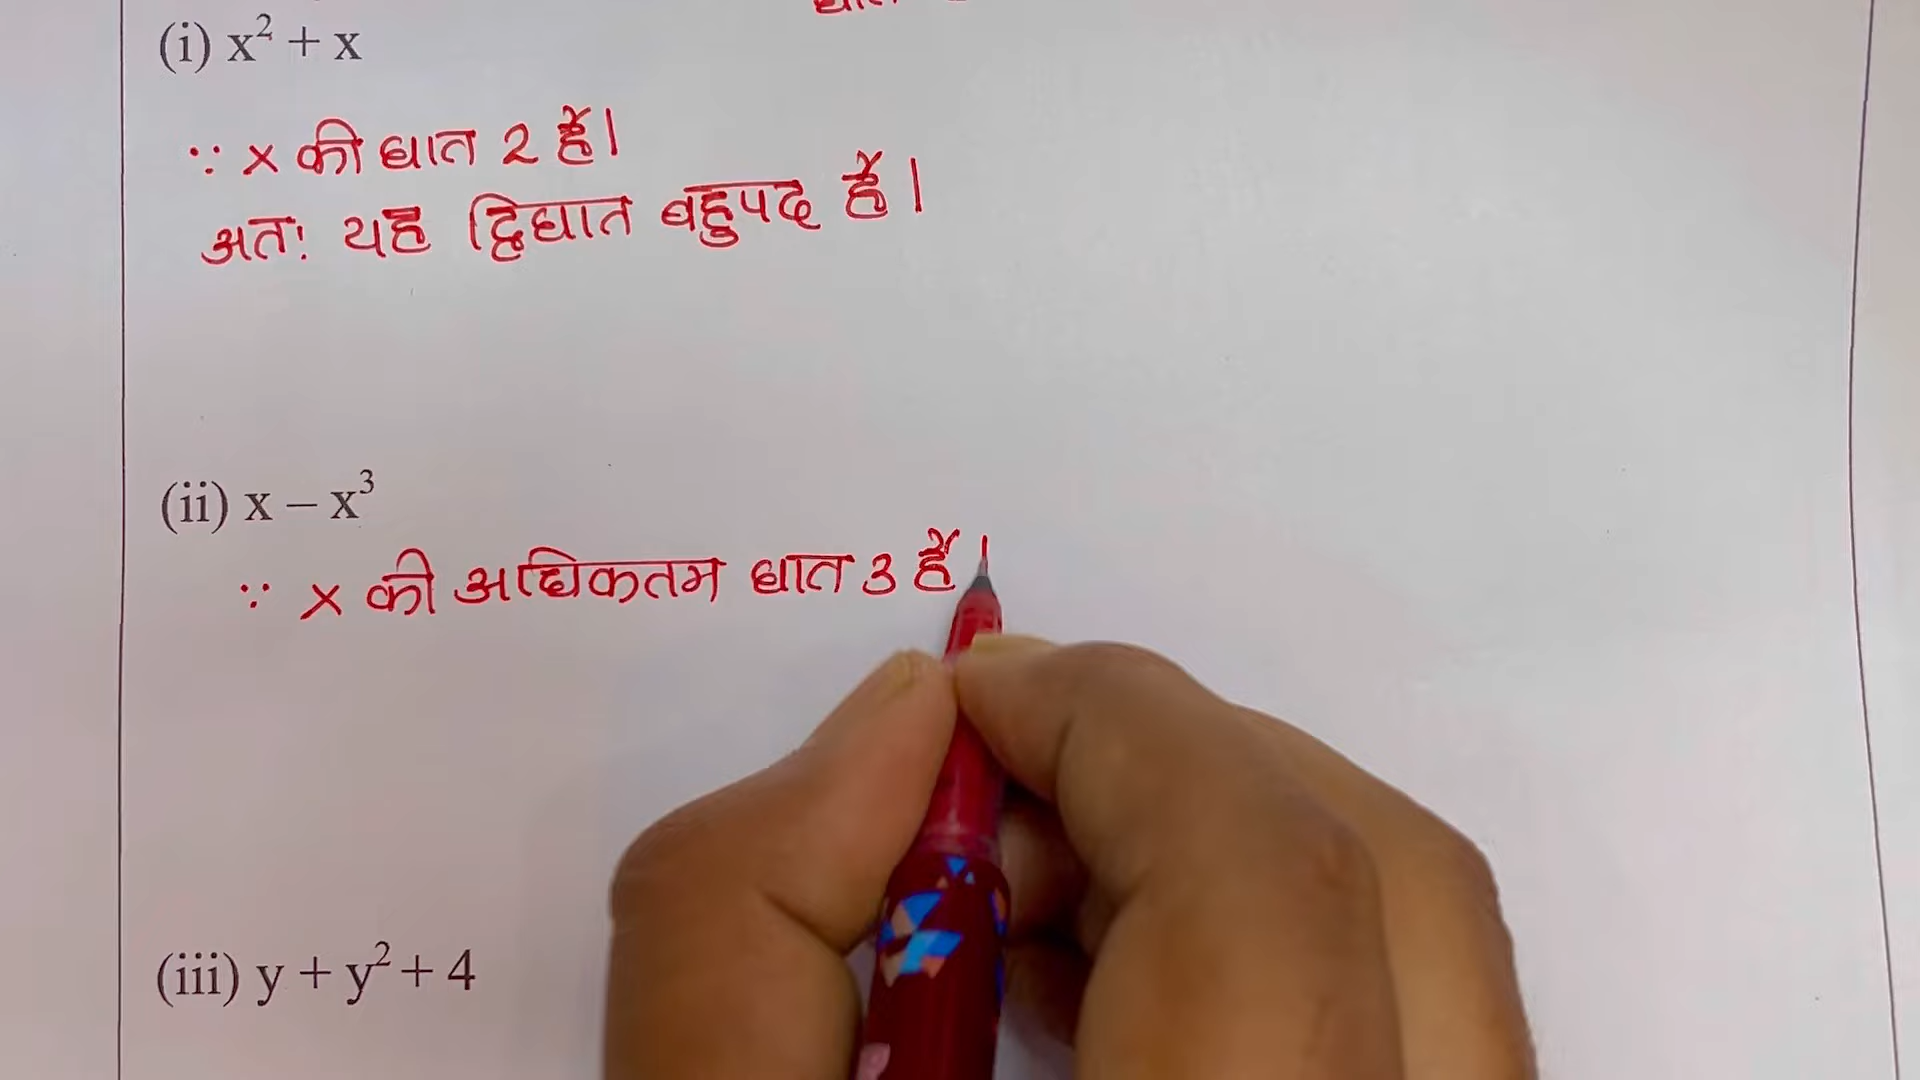 (i) x² + x
∵ x की घात 2 हैं।
अतः यह द्विघात बहुपद हैं।
(ii) x – x³
∵ x की अधिकतम घात 3 हैं।
(iii) y + y² + 4